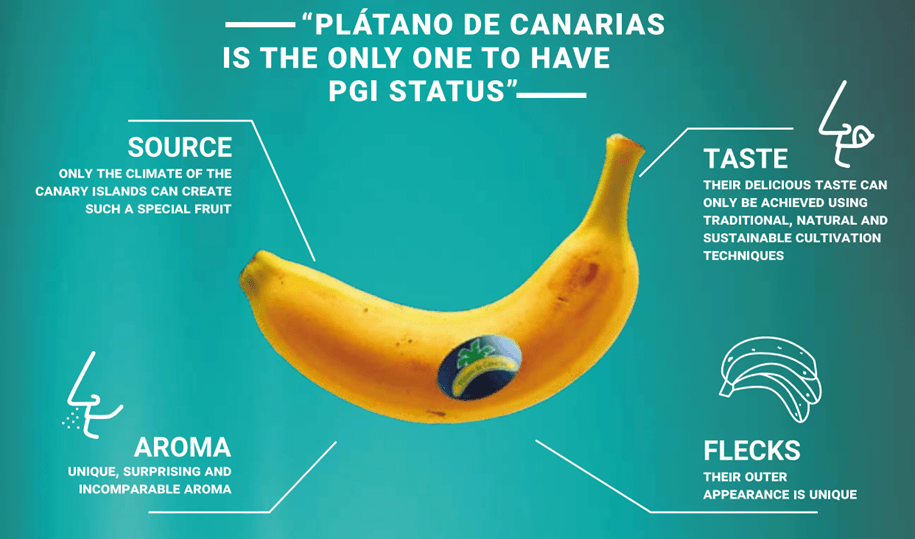 “PLÁTANO DE CANARIAS
IS THE ONLY ONE TO HAVE
PGI STATUS”
SOURCE
ONLY THE CLIMATE OF THE
CANARY ISLANDS CAN CREATE
SUCH A SPECIAL FRUIT
TASTE
THEIR DELICIOUS TASTE CAN
ONLY BE ACHIEVED USING
TRADITIONAL, NATURAL AND
SUSTAINABLE CULTIVATION
TECHNIQUES
AROMA
UNIQUE, SURPRISING AND
INCOMPARABLE AROMA
FLECKS
THEIR OUTER
APPEARANCE IS UNIQUE